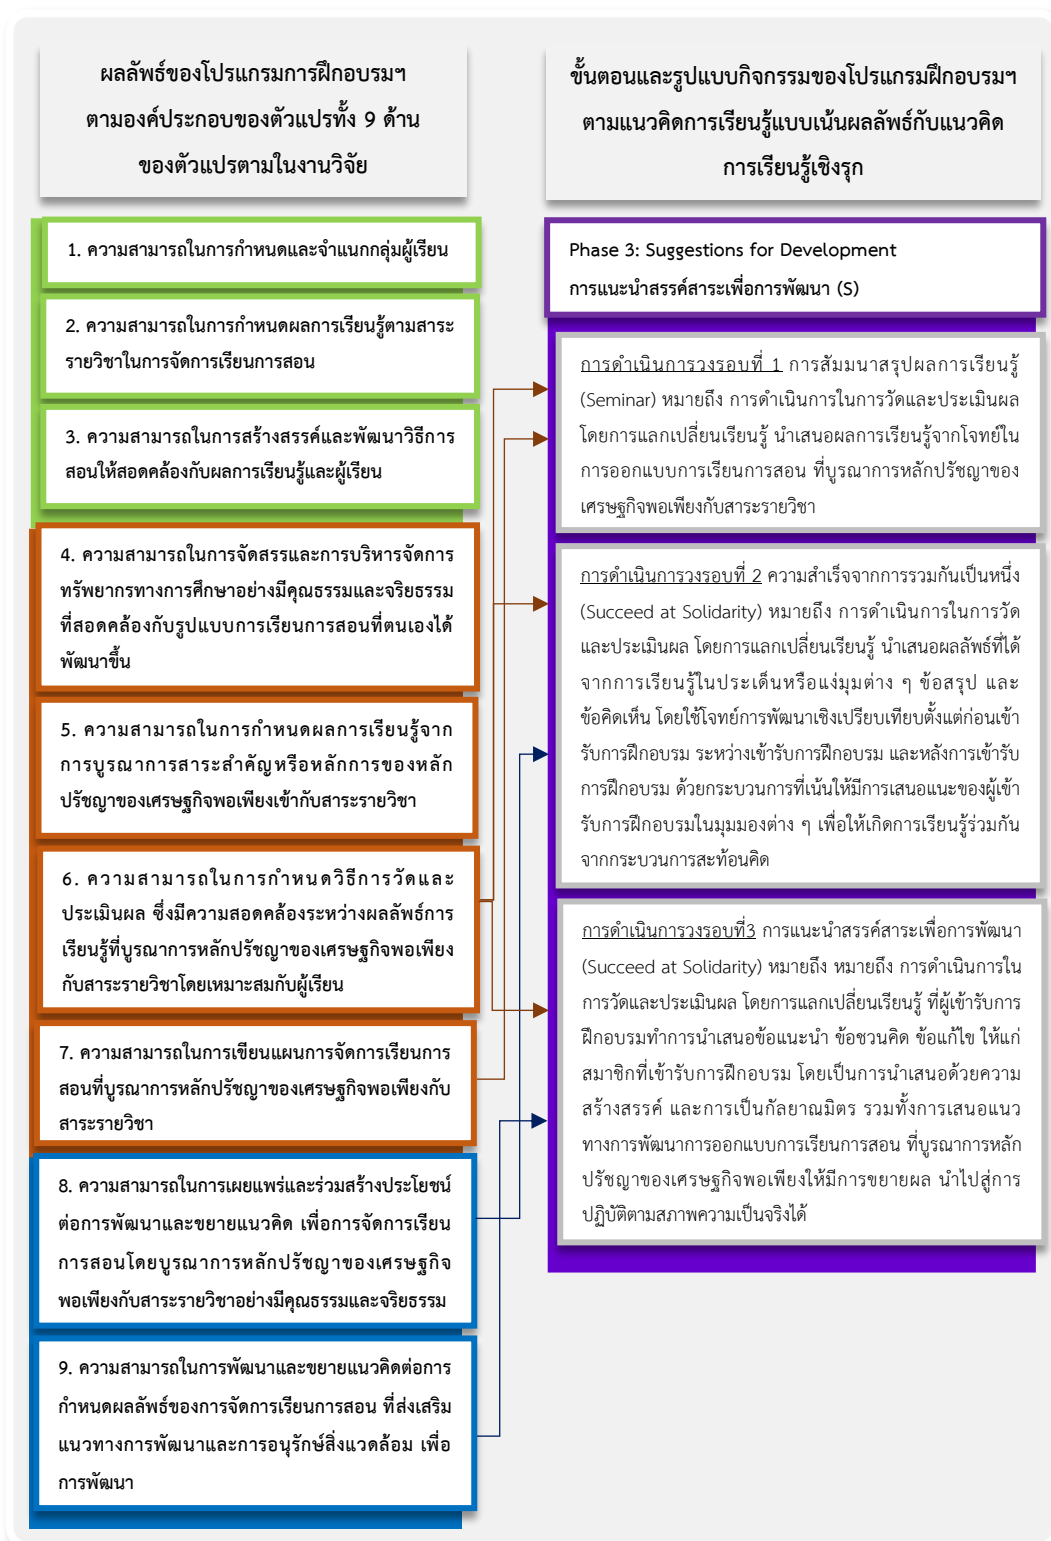 ผลลัพธ์ของโปรแกรมการฝึกอบรมฯ
ตามองค์ประกอบของตัวแปรทั้ง 9 ด้าน
ของตัวแปรตามในงานวิจัย
1. ความสามารถในการกำหนดและจำแนกกลุ่มผู้เรียน
2. ความสามารถในการกำหนดผลการเรียนรู้ตามสาระ
รายวิชาในการจัดการเรียนการสอน
3. ความสามารถในการสร้างสรรค์และพัฒนาวิธีการ
สอนให้สอดคล้องกับผลการเรียนรู้และผู้เรียน
4. ความสามารถในการจัดสรรและการบริหารจัดการ
ทรัพยากรทางการศึกษาอย่างมีคุณธรรมและจริยธรรม
ที่สอดคล้องกับรูปแบบการเรียนการสอนที่ตนเองได้
พัฒนาขึ้น
5. ความสามารถในการกำหนดผลการเรียนรู้จาก
การบูรณาการสาระสำคัญหรือหลักการของหลัก
ปรัชญาของเศรษฐกิจพอเพียงเข้ากับสาระรายวิชา
6. ความสามารถในการกำหนดวิธีการวัดและ
ประเมินผล ซึ่งมีความสอดคล้องระหว่างผลลัพธ์การ
เรียนรู้ที่บูรณาการหลักปรัชญาของเศรษฐกิจพอเพียง
กับสาระรายวิชาโดยเหมาะสมกับผู้เรียน
7. ความสามารถในการเขียนแผนการจัดการเรียนการ
สอนที่บูรณาการหลักปรัชญาของเศรษฐกิจพอเพียงกับ
สาระรายวิชา
8. ความสามารถในการเผยแพร่และร่วมสร้างประโยชน์
ต่อการพัฒนาและขยายแนวคิด เพื่อการจัดการเรียน
การสอนโดยบูรณาการหลักปรัชญาของเศรษฐกิจ
พอเพียงกับสาระรายวิชาอย่างมีคุณธรรมและจริยธรรม
9. ความสามารถในการพัฒนาและขยายแนวคิดต่อการ
กำหนดผลลัพธ์ของการจัดการเรียนการสอน ที่ส่งเสริม
แนวทางการพัฒนาและการอนุรักษ์สิ่งแวดล้อม เพื่อ
การพัฒนา
ขั้นตอนและรูปแบบกิจกรรมของโปรแกรมฝึกอบรมฯ
ตามแนวคิดการเรียนรู้แบบเน้นผลลัพธ์กับแนวคิด
การเรียนรู้เชิงรุก
Phase 3: Suggestions for Development
การแนะนำสรรค์สาระเพื่อการพัฒนา (S)
การดำเนินการวงรอบที่ 1 การสัมมนาสรุปผลการเรียนรู้
(Seminar) หมายถึง การดำเนินการในการวัดและประเมินผล
โดยการแลกเปลี่ยนเรียนรู้ นำเสนอผลการเรียนรู้จากโจทย์ใน
การออกแบบการเรียนการสอน ที่บูรณาการหลักปรัชญาของ
เศรษฐกิจพอเพียงกับสาระรายวิชา
การดำเนินการวงรอบที่ 2 ความสำเร็จจากการรวมกันเป็นหนึ่ง
(Succeed at Solidarity) หมายถึง การดำเนินการในการวัด
และประเมินผล โดยการแลกเปลี่ยนเรียนรู้ นำเสนอผลลัพธ์ที่ได้
จากการเรียนรู้ในประเด็นหรือแง่มุมต่าง ๆ ข้อสรุป และ
ข้อคิดเห็น โดยใช้โจทย์การพัฒนาเชิงเปรียบเทียบตั้งแต่ก่อนเข้า
รับการฝึกอบรม ระหว่างเข้ารับการฝึกอบรม และหลังการเข้ารับ
การฝึกอบรม ด้วยกระบวนการที่เน้นให้มีการเสนอแนะของผู้เข้า
รับการฝึกอบรมในมุมมองต่าง ๆ เพื่อให้เกิดการเรียนรู้ร่วมกัน
จากกระบวนการสะท้อนคิด
การดำเนินการวงรอบที่3 การแนะนำสรรค์สาระเพื่อการพัฒนา
(Succeed at Solidarity) หมายถึง หมายถึง การดำเนินการใน
การวัดและประเมินผล โดยการแลกเปลี่ยนเรียนรู้ ที่ผู้เข้ารับการ
ฝึกอบรมทำการนำเสนอข้อแนะนำ ข้อชวนคิด ข้อแก้ไข ให้แก่
สมาชิกที่เข้ารับการฝึกอบรม โดยเป็นการนำเสนอด้วยความ
สร้างสรรค์ และการเป็นกัลยาณมิตร รวมทั้งการเสนอแนว
ทางการพัฒนาการออกแบบการเรียนการสอน ที่บูรณาการหลัก
ปรัชญาของเศรษฐกิจพอเพียงให้มีการขยายผล นำไปสู่การ
ปฏิบัติตามสภาพความเป็นจริงได้